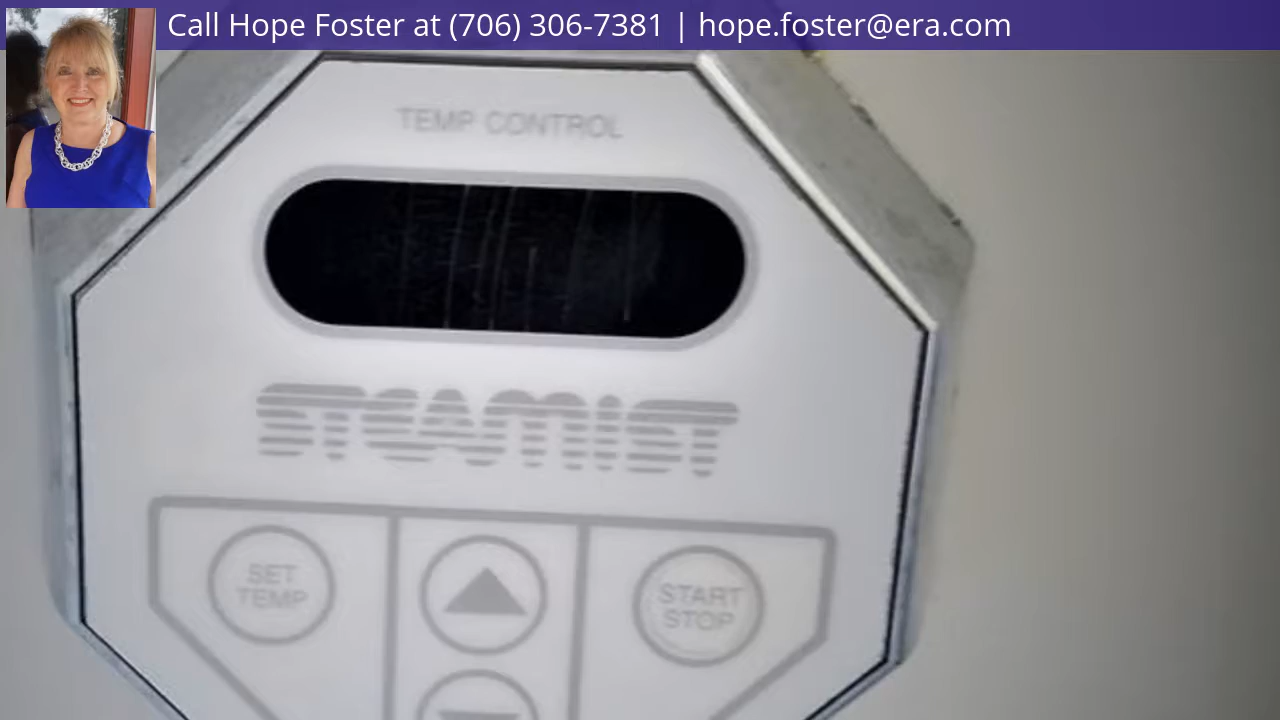 Call Hope Foster at (706) 306-7381 | hope.foster@era.com
TEMP CONTROL
STEAMIST
SET
TEMP
START
STOP